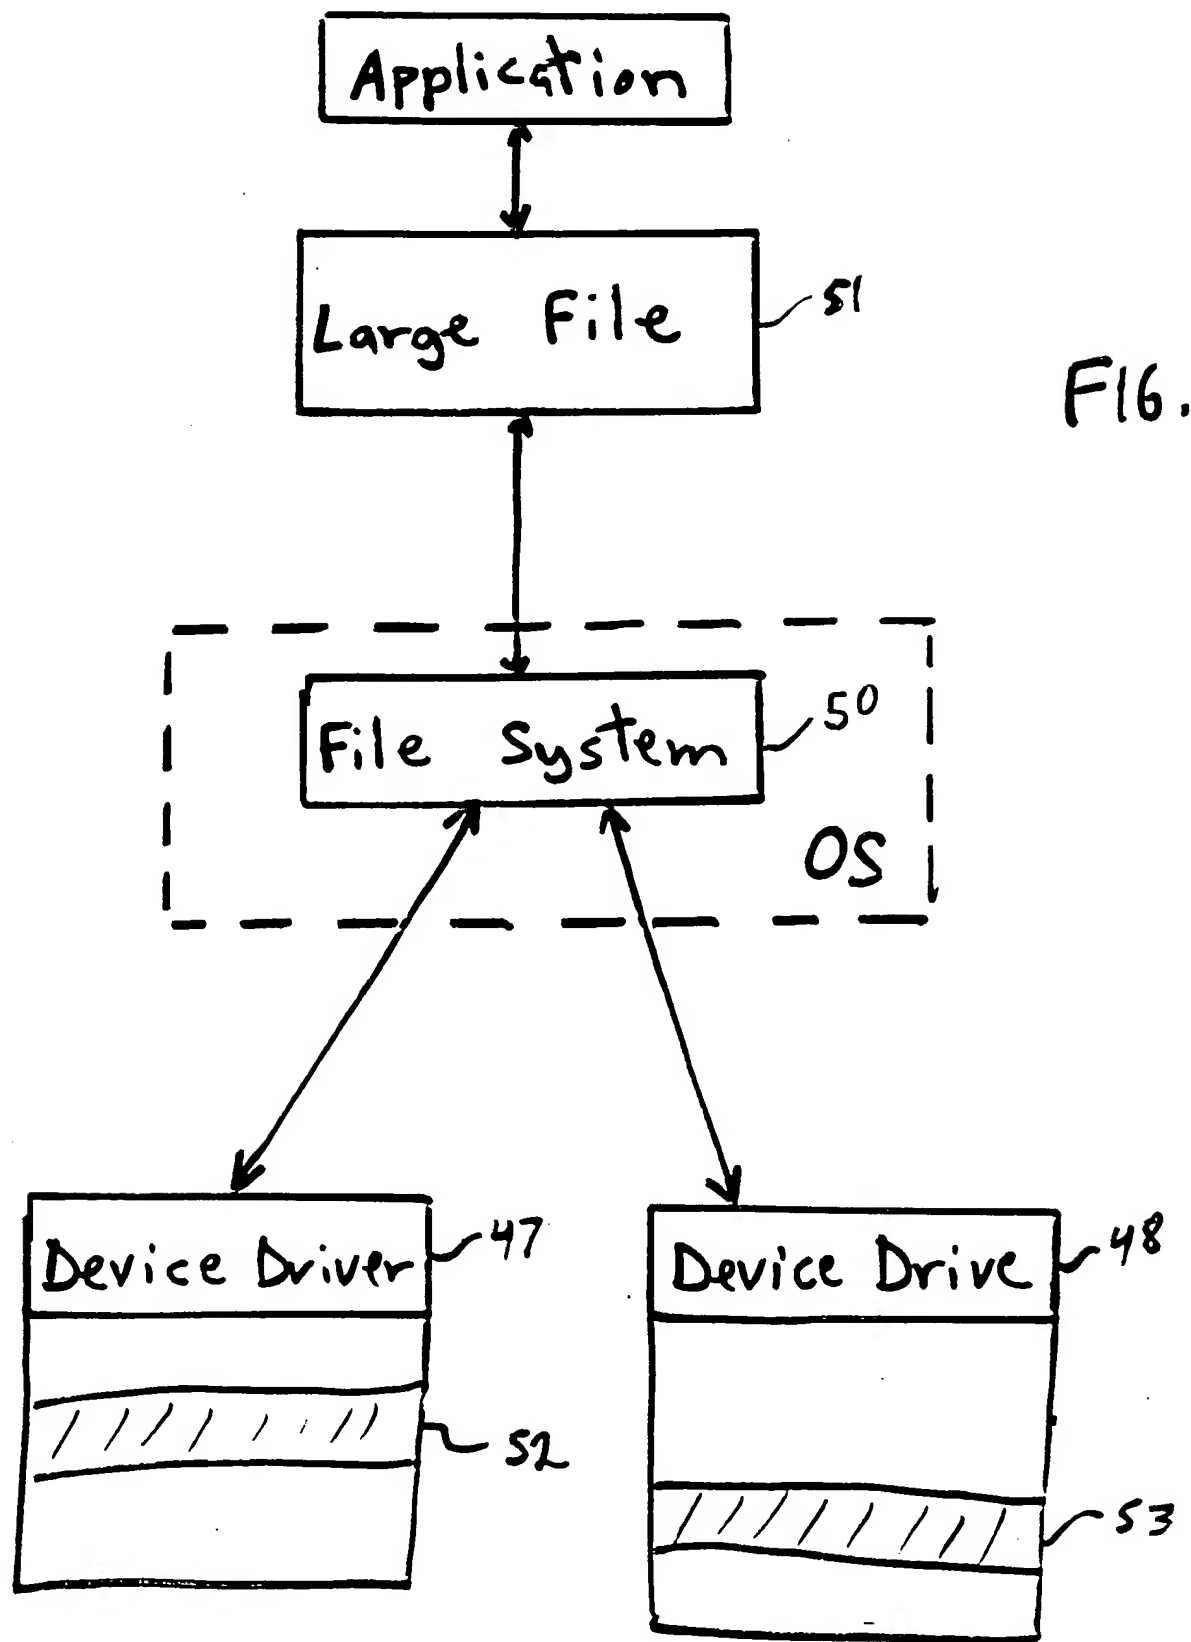 Application
Large File
51
FIG.
File System
50
OS
Device Driver
47
Device Drive
48
52
53